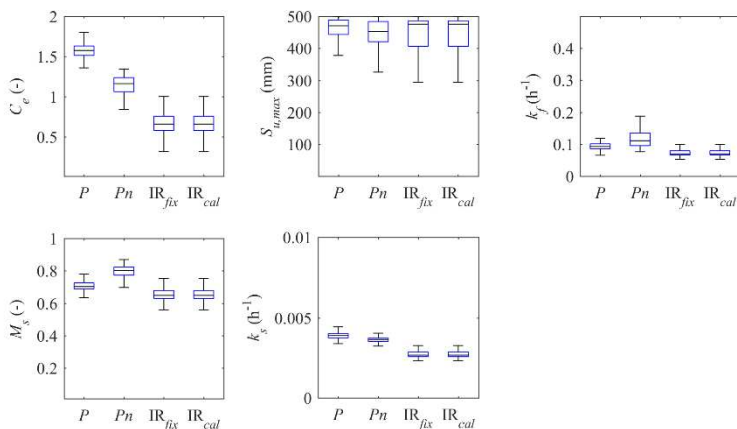 2
1.5
1
0.5
C_e (-)
P Pn IR_fix IR_cal
500
400
300
200
100
S_u,max (mm)
P Pn IR_fix IR_cal
0.4
0.3
0.2
0.1
0
k_f (h^-1)
P Pn IR_fix IR_cal
1
0.8
0.6
0.4
0.2
M_s (-)
P Pn IR_fix IR_cal
0.01
0.005
0
k_s (h^-1)
P Pn IR_fix IR_cal